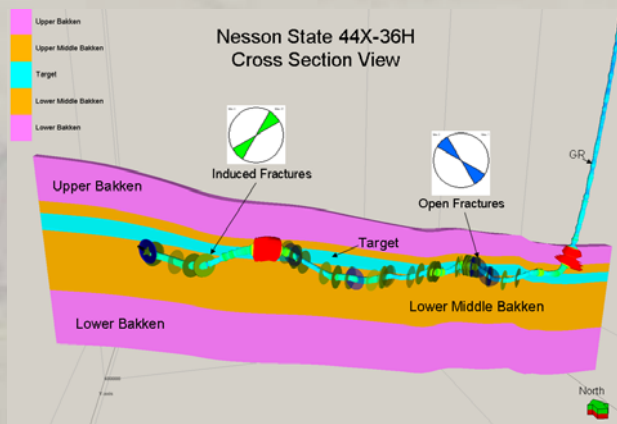 Upper Bakken
Upper Middle Bakken
Target
Lower Middle Bakken
Lower Bakken
Nesson State 44X-36H
Cross Section View
Induced Fractures
Open Fractures
GR
Upper Bakken
Target
Lower Middle Bakken
Lower Bakken
North